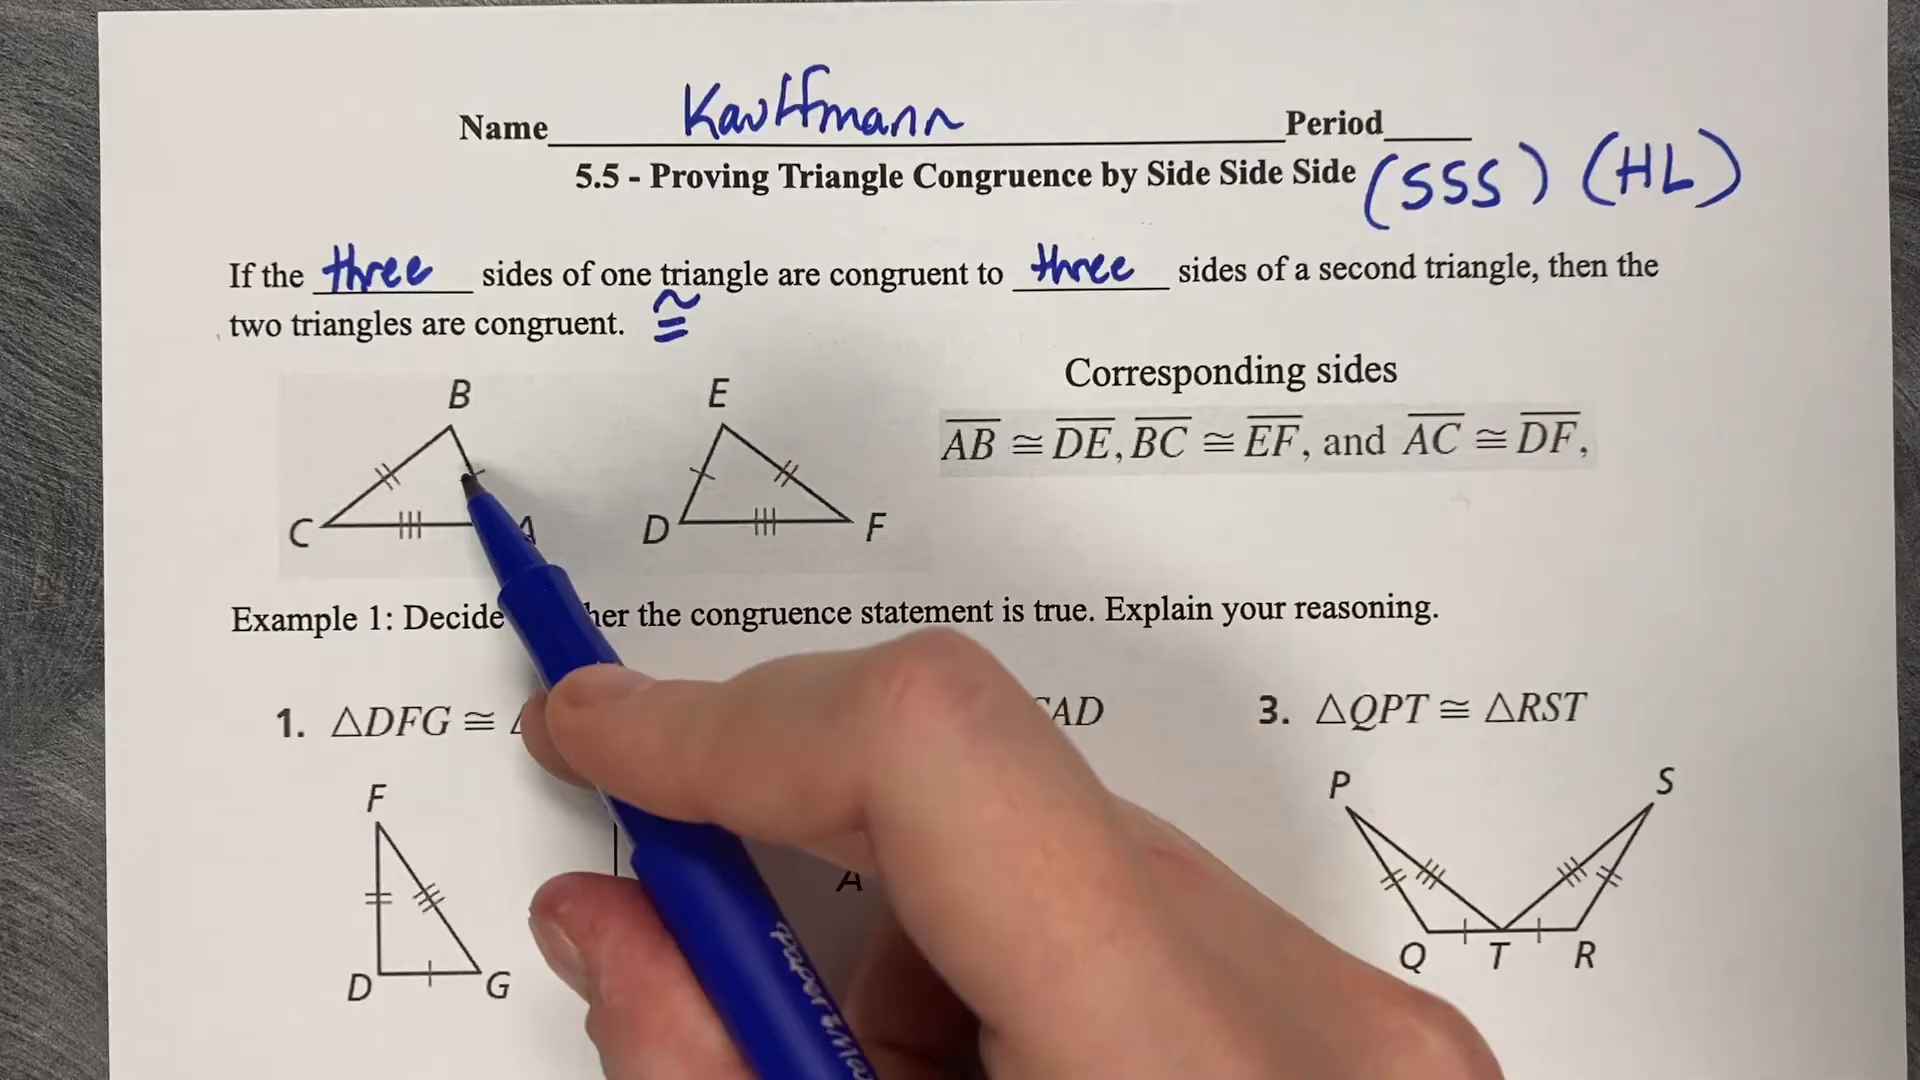 Name Kauffmann Period
5.5 - Proving Triangle Congruence by Side Side Side (SSS) (HL)
If the three sides of one triangle are congruent to three sides of a second triangle, then the
two triangles are congruent. ≅
Corresponding sides
B E
AB ≅ DE, BC ≅ EF, and AC ≅ DF,
C A D F
Example 1: Decide her the congruence statement is true. Explain your reasoning.
1. △DFG ≅ △ CAD 3. △QPT ≅ △RST
F P S
A
D G Q T R